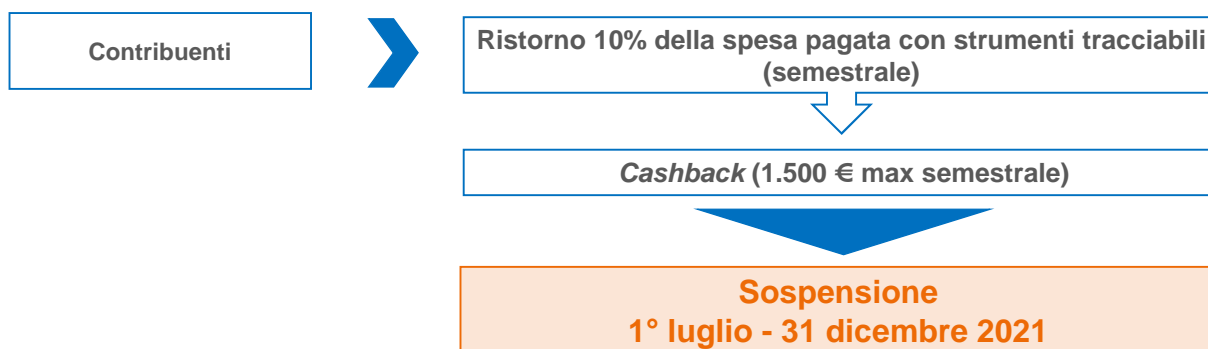 Contribuenti
Ristorno 10% della spesa pagata con strumenti tracciabili
(semestrale)
Cashback (1.500 € max semestrale)
Sospensione
1° luglio - 31 dicembre 2021